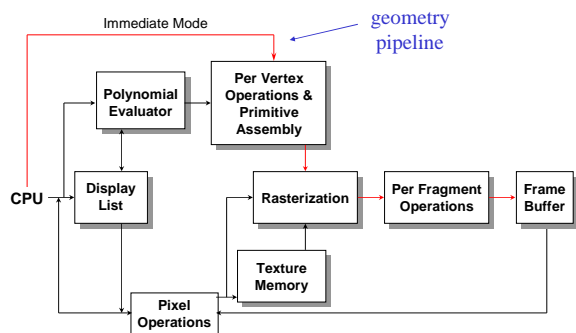 Immediate Mode
geometry
pipeline
Polynomial
Evaluator
Per Vertex
Operations &
Primitive
Assembly
CPU
Display
List
Rasterization
Per Fragment
Operations
Frame
Buffer
Texture
Memory
Pixel
Operations